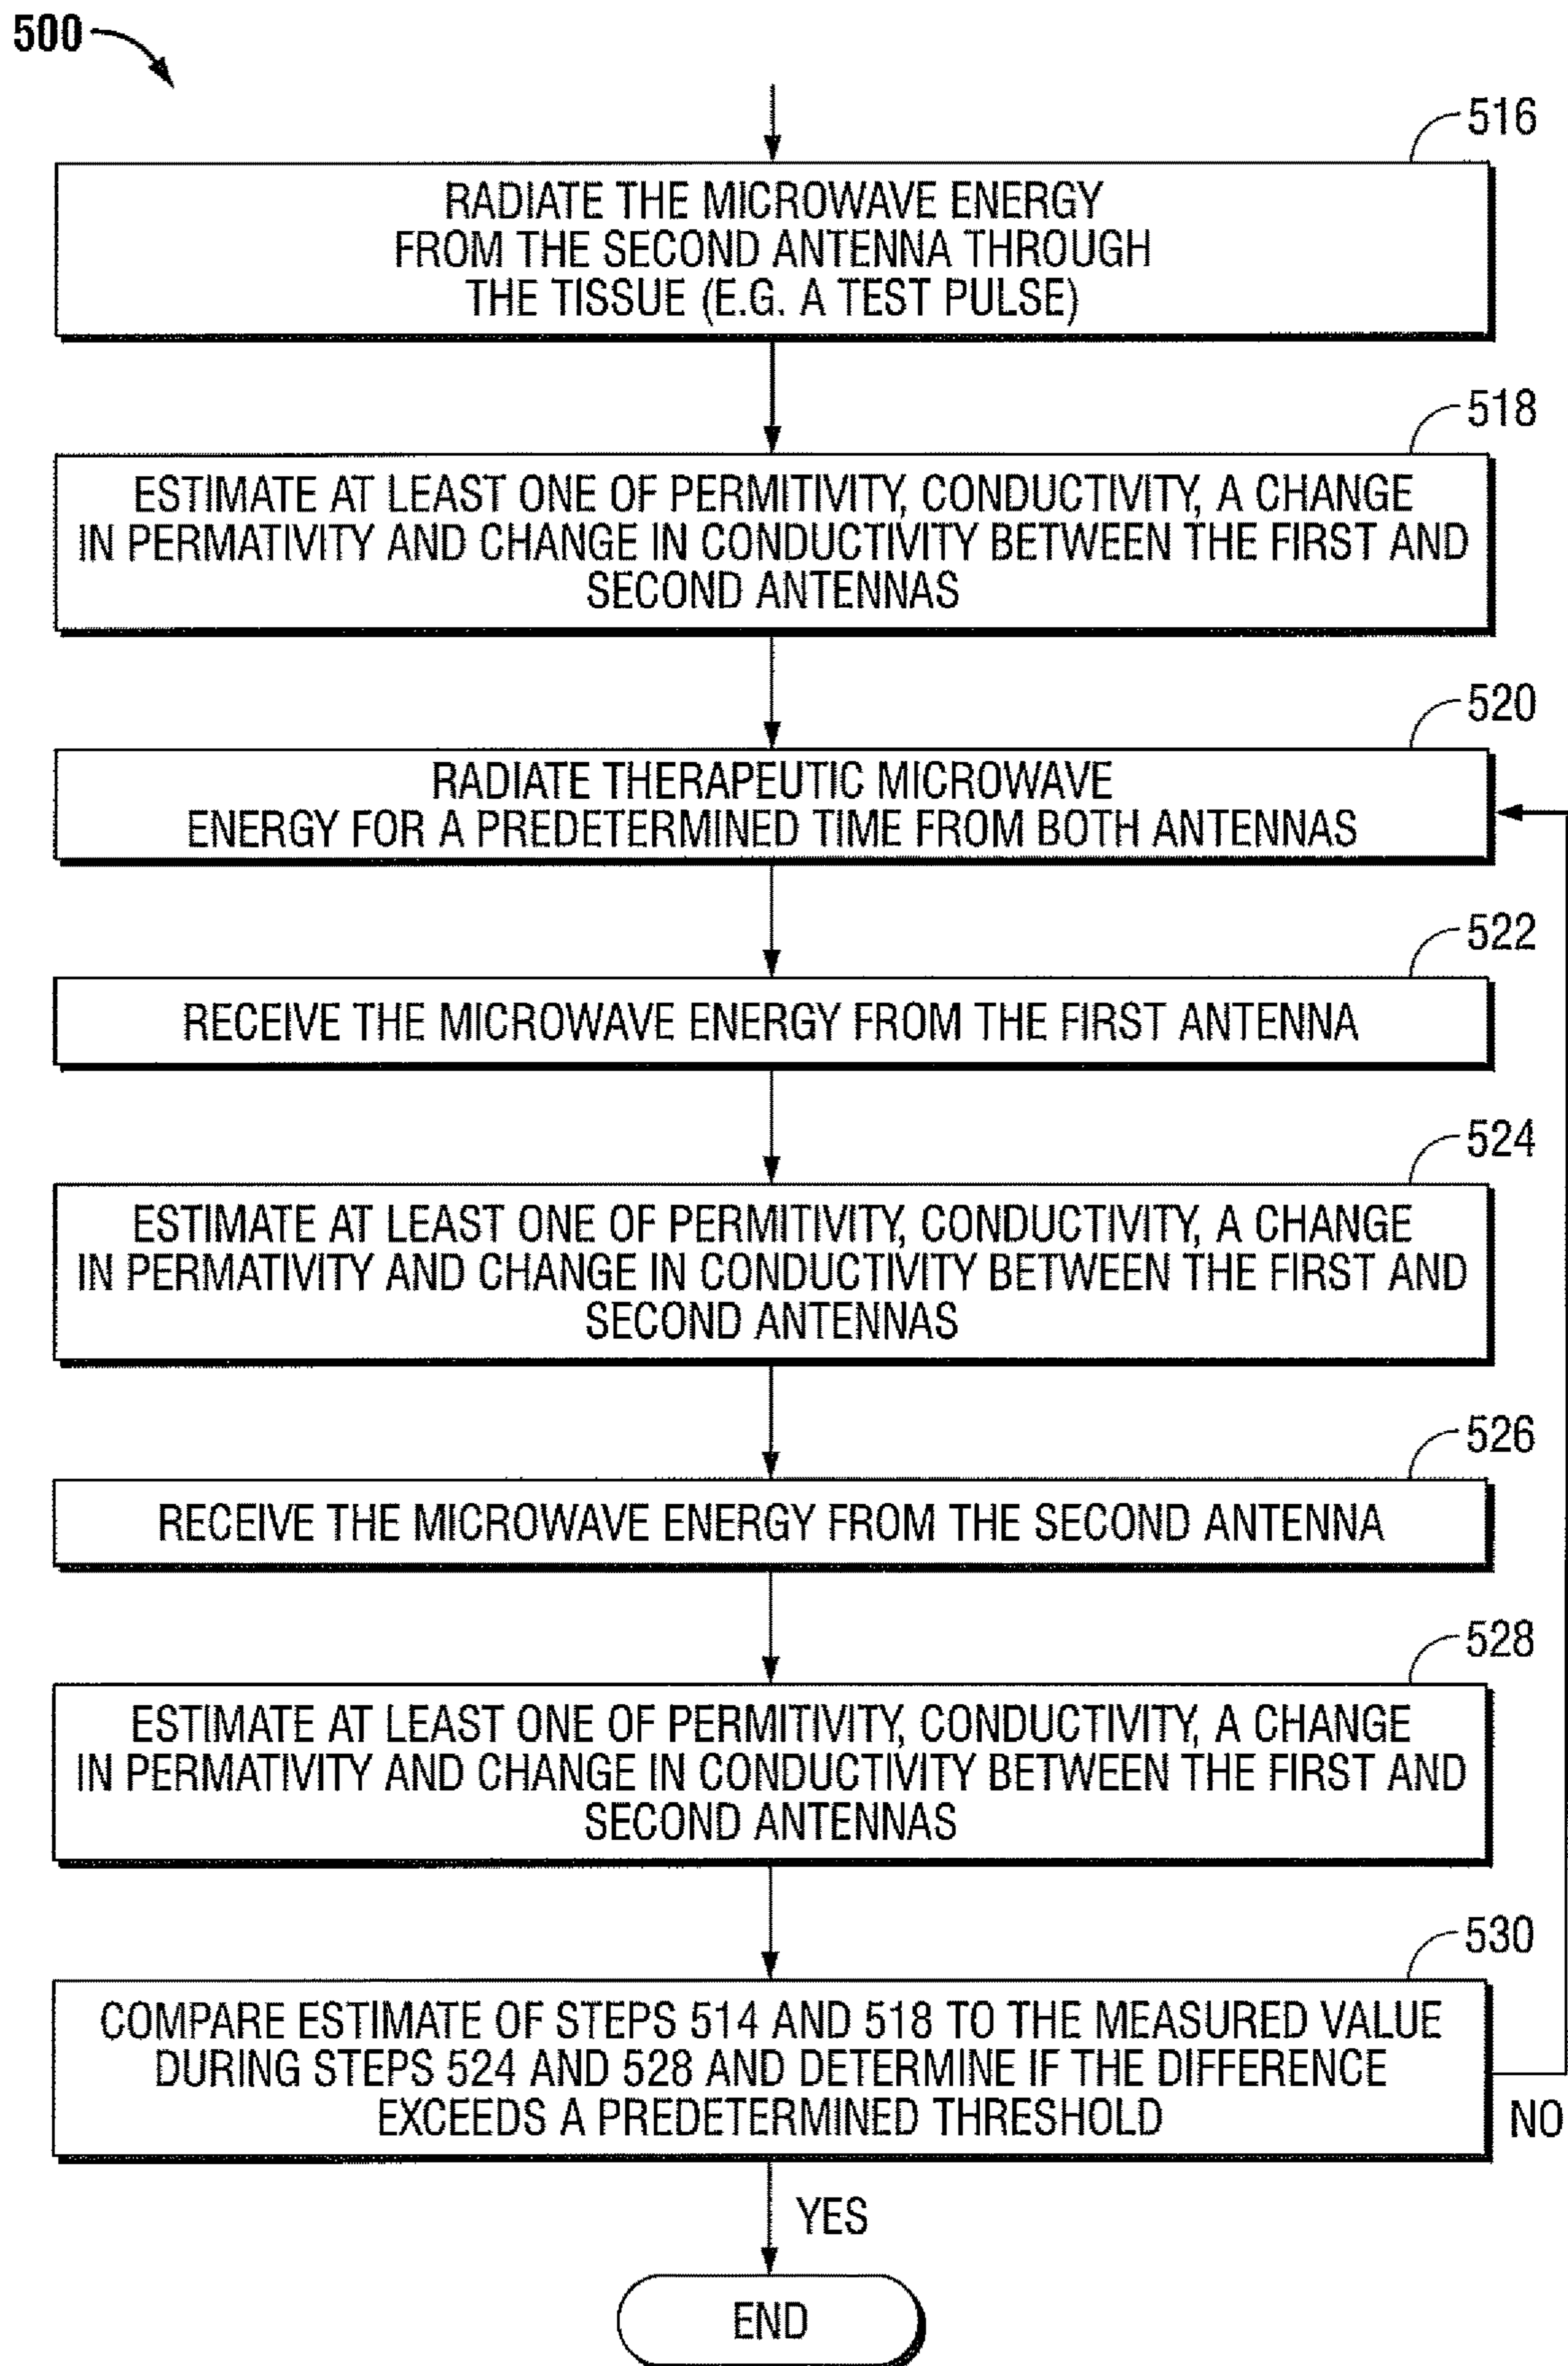 500
516
RADIATE THE MICROWAVE ENERGY
FROM THE SECOND ANTENNA THROUGH
THE TISSUE (E.G. A TEST PULSE)
518
ESTIMATE AT LEAST ONE OF PERMITIVITY, CONDUCTIVITY, A CHANGE
IN PERMATIVITY AND CHANGE IN CONDUCTIVITY BETWEEN THE FIRST AND
SECOND ANTENNAS
520
RADIATE THERAPEUTIC MICROWAVE
ENERGY FOR A PREDETERMINED TIME FROM BOTH ANTENNAS
522
RECEIVE THE MICROWAVE ENERGY FROM THE FIRST ANTENNA
524
ESTIMATE AT LEAST ONE OF PERMITIVITY, CONDUCTIVITY, A CHANGE
IN PERMATIVITY AND CHANGE IN CONDUCTIVITY BETWEEN THE FIRST AND
SECOND ANTENNAS
526
RECEIVE THE MICROWAVE ENERGY FROM THE SECOND ANTENNA
528
ESTIMATE AT LEAST ONE OF PERMITIVITY, CONDUCTIVITY, A CHANGE
IN PERMATIVITY AND CHANGE IN CONDUCTIVITY BETWEEN THE FIRST AND
SECOND ANTENNAS
530
COMPARE ESTIMATE OF STEPS 514 AND 518 TO THE MEASURED VALUE
DURING STEPS 524 AND 528 AND DETERMINE IF THE DIFFERENCE
EXCEEDS A PREDETERMINED THRESHOLD
NO
YES
END